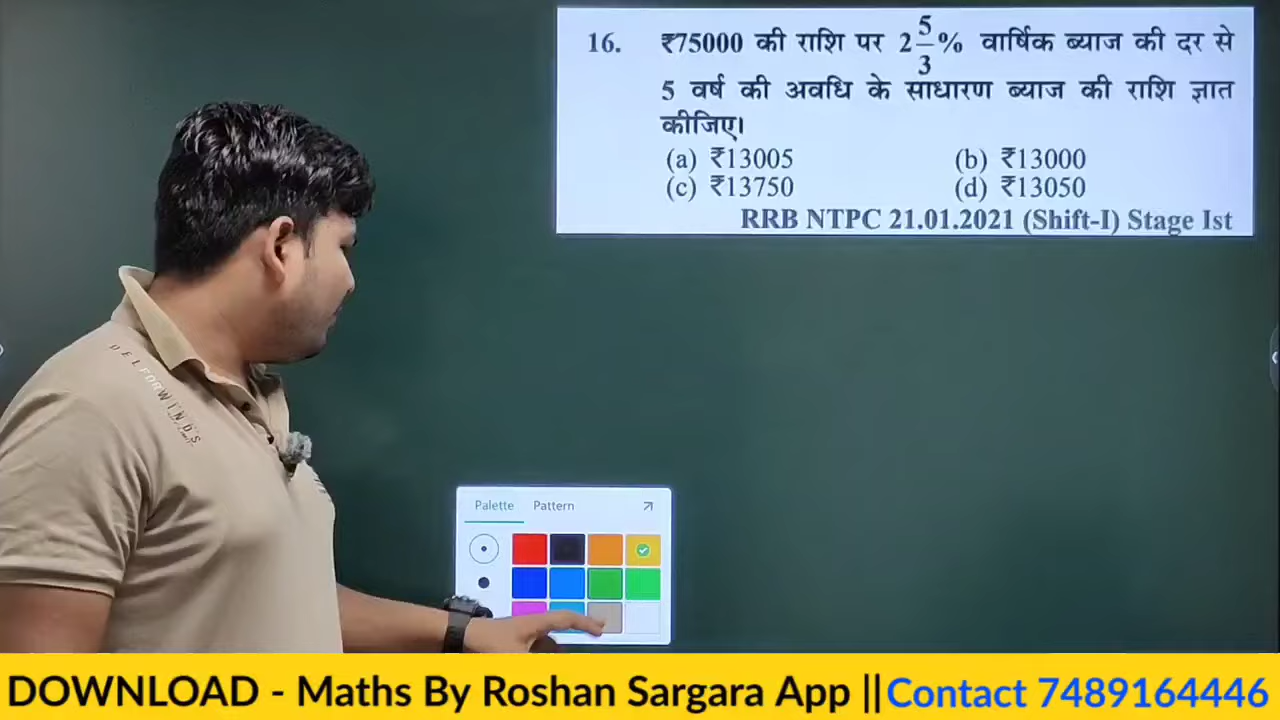 16. ₹75000 की राशि पर 2 5/3 % वार्षिक ब्याज की दर से
5 वर्ष की अवधि के साधारण ब्याज की राशि ज्ञात
कीजिए।
(a) ₹13005 (b) ₹13000
(c) ₹13750 (d) ₹13050
RRB NTPC 21.01.2021 (Shift-I) Stage Ist
DELFORWINDS
Palette Pattern
DOWNLOAD - Maths By Roshan Sargara App || Contact 7489164446